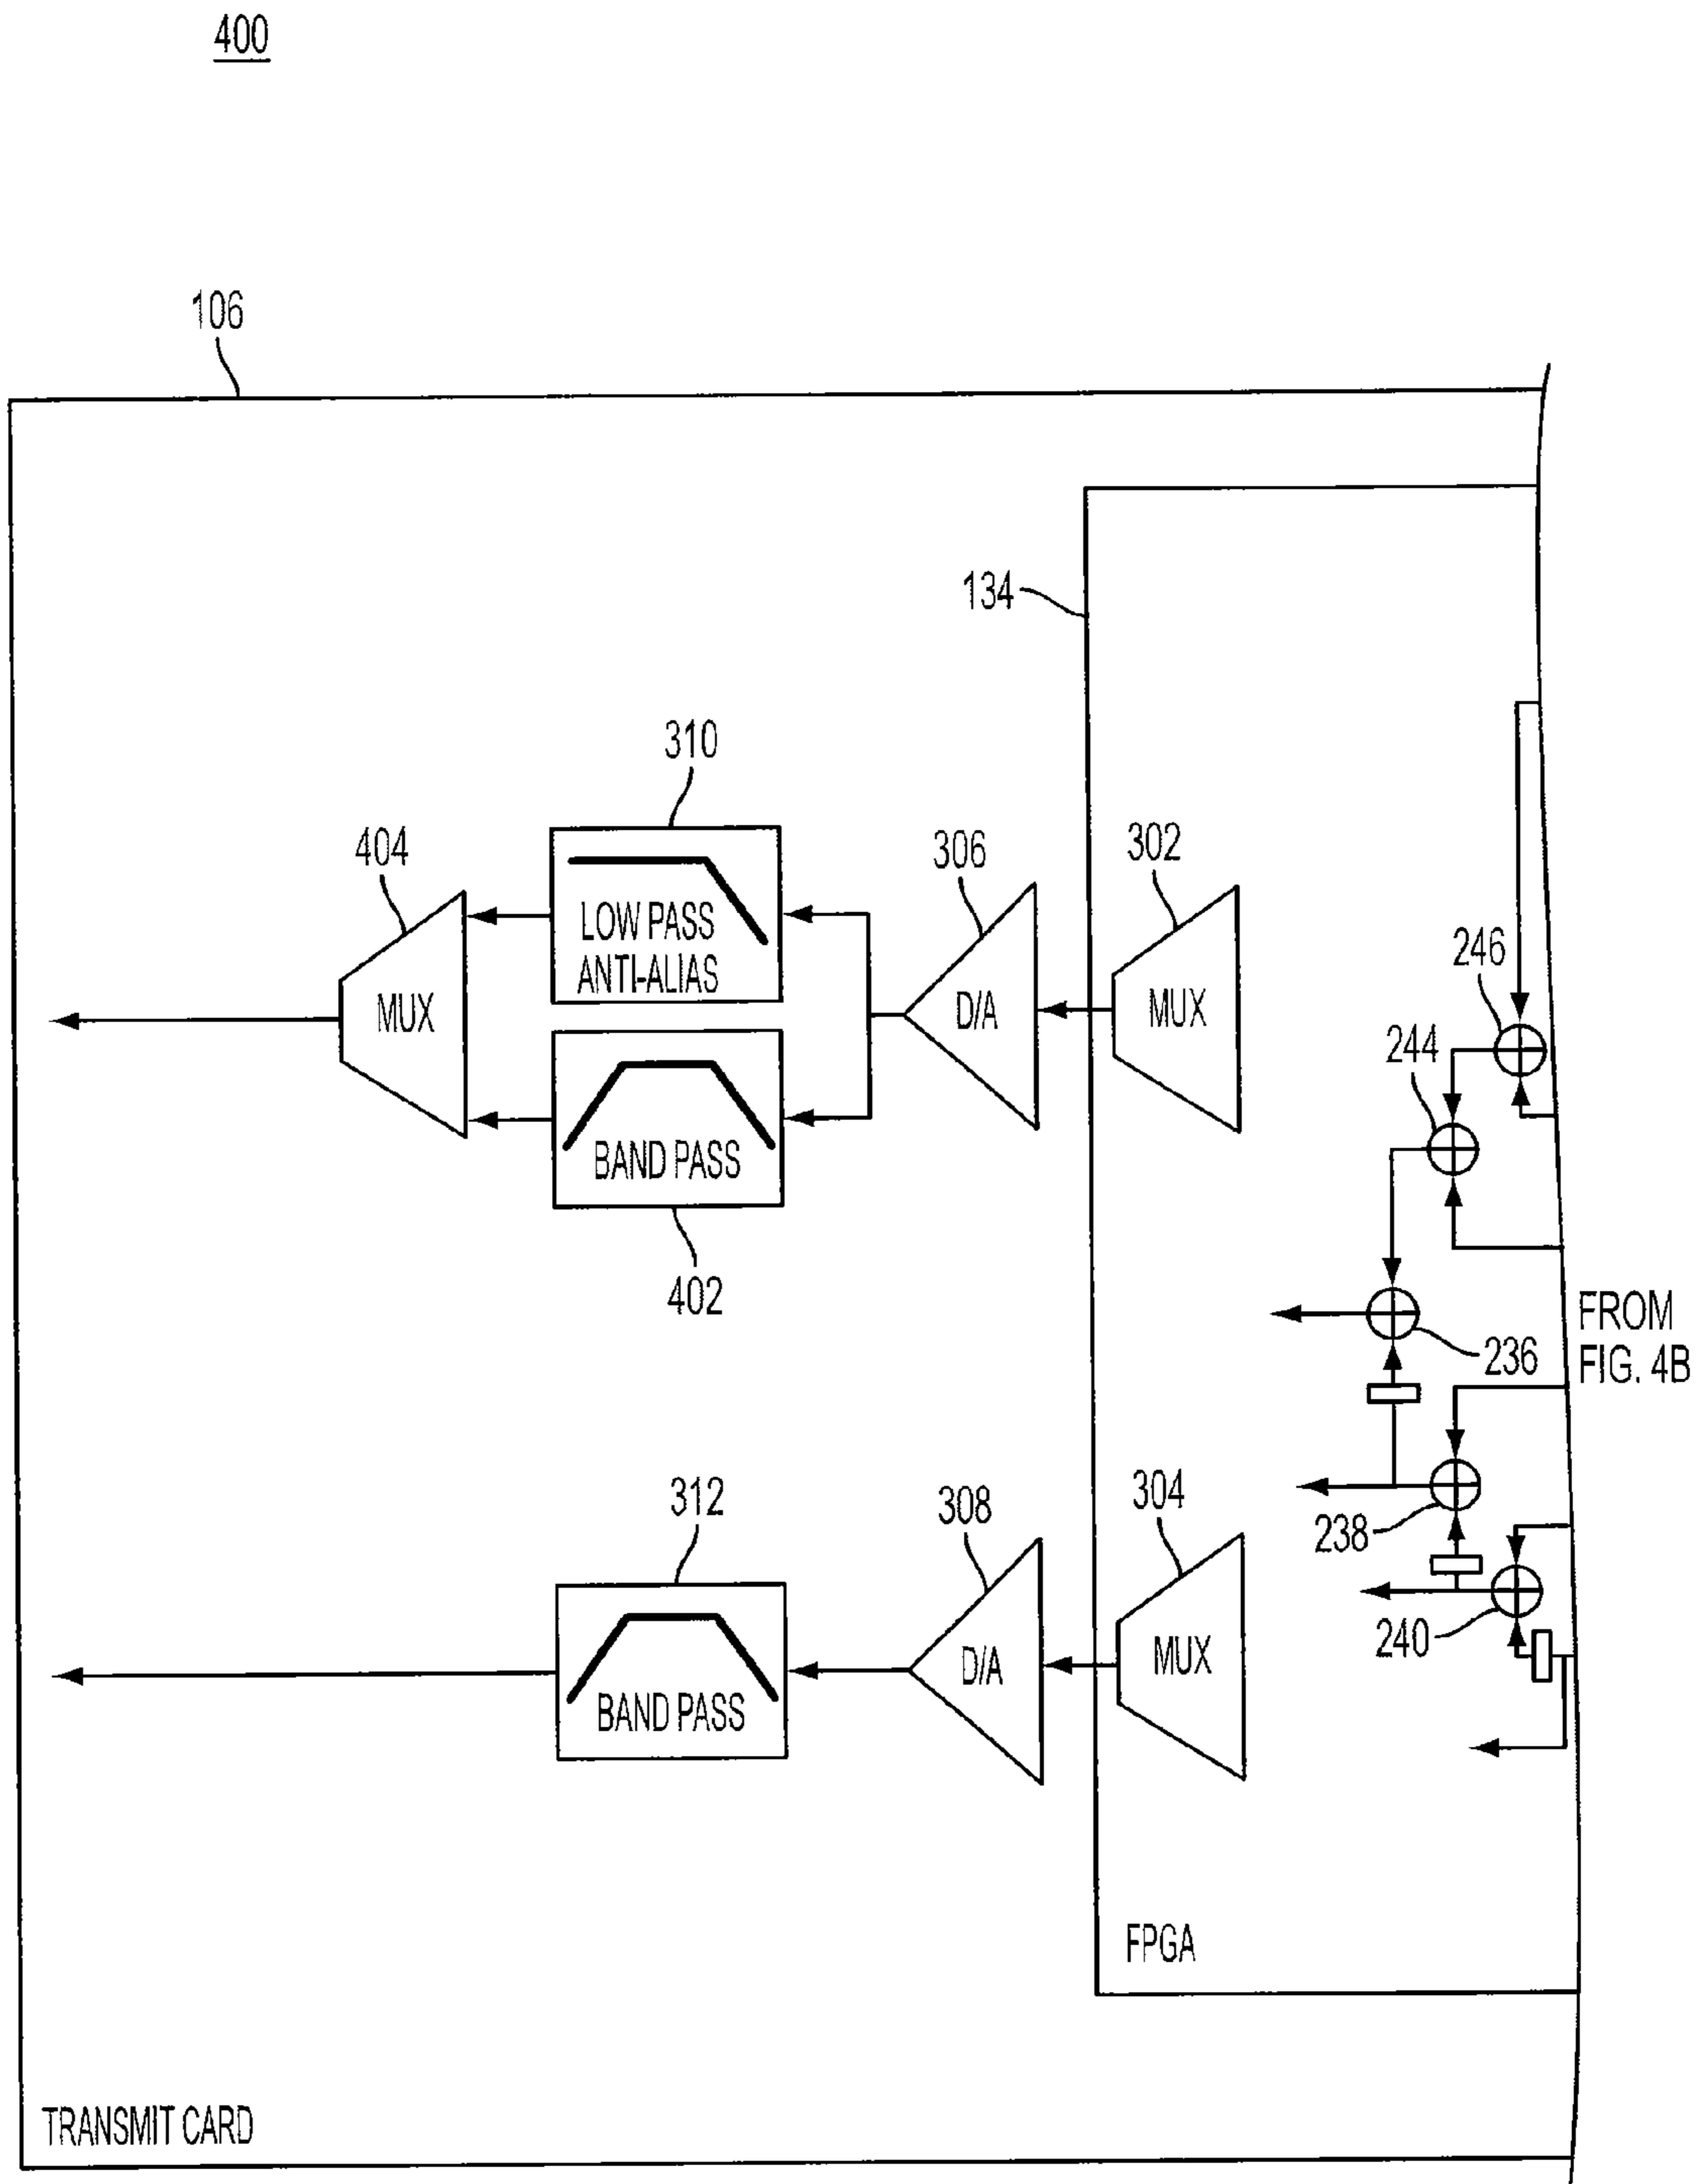 400
106
134
310
404
306
302
LOW PASS
ANTI-ALIAS
MUX
D/A
MUX
246
244
BAND PASS
402
FROM
FIG. 4B
236
312
308
304
238
240
D/A
MUX
BAND PASS
FPGA
TRANSMIT CARD